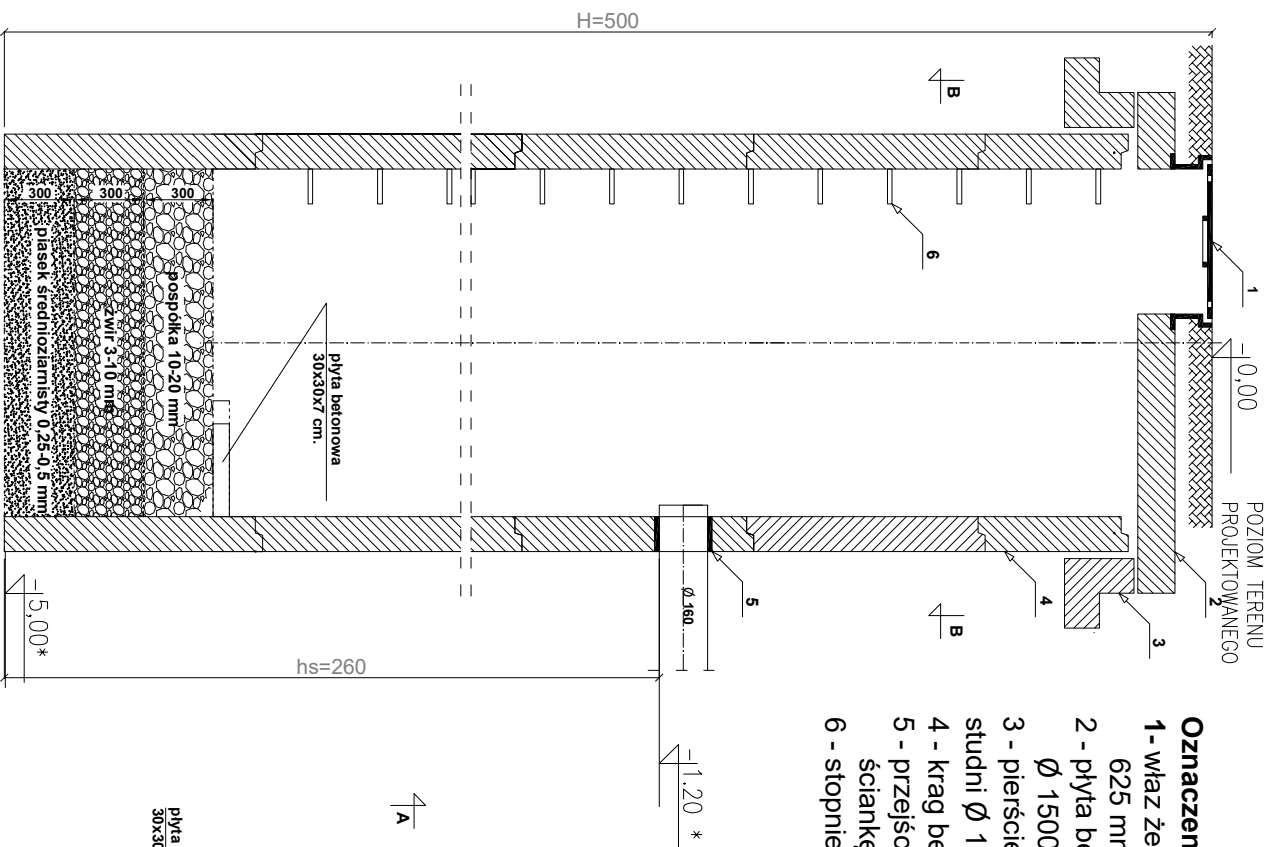 H=500
B
1
-0,00
POZIOM TERENU
PROJEKTOWANEGO
2
3
4
5
6
B
Ø 160
hs=260
-1.20 *
-5,00*
300
300
300
pospółka 10-20 mm
żwir 3-10 mm
piasek średnioziarnisty 0,25-0,5 mm
płyta betonowa
30x30x7 cm.
A
płyta
30x30
Oznaczen
1- właz że
625 mm
2 - płyta be
Ø 1500
3 - pierście
studni Ø 1
4 - krag be
5 - przejśc
ściankę
6 - stopnie